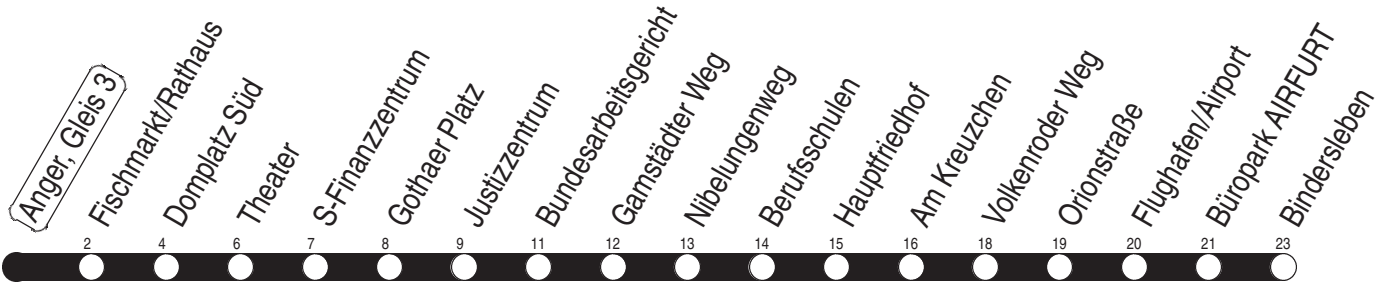 Anger, Gleis 3
Fischmarkt/Rathaus
Domplatz Süd
Theater
S-Finanzzentrum
Gothaer Platz
Justizzentrum
Bundesarbeitsgericht
Gamstädter Weg
Nibelungenweg
Berufsschulen
Hauptfriedhof
Am Kreuzchen
Volkenroder Weg
Orionstraße
Flughafen/Airport
Büropark AIRFURT
Bindersleben
2 4 6 7 8 9 11 12 13 14 15 16 18 19 20 21 23